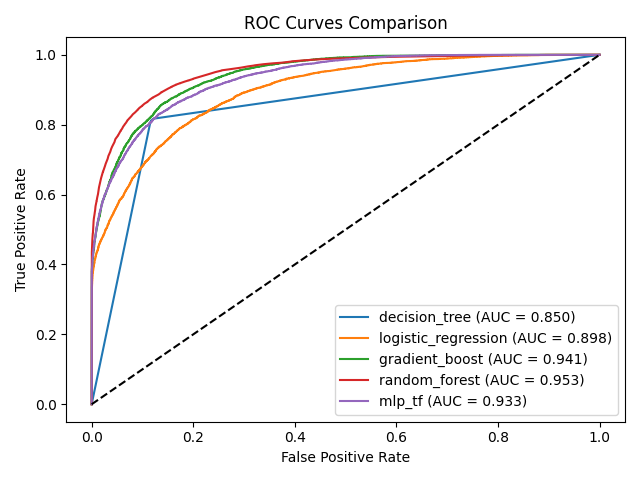 ROC Curves Comparison
1.0
0.8
0.6
0.4
0.2
0.0
True Positive Rate
0.0 0.2 0.4 0.6 0.8 1.0
False Positive Rate
decision_tree (AUC = 0.850)
logistic_regression (AUC = 0.898)
gradient_boost (AUC = 0.941)
random_forest (AUC = 0.953)
mlp_tf (AUC = 0.933)